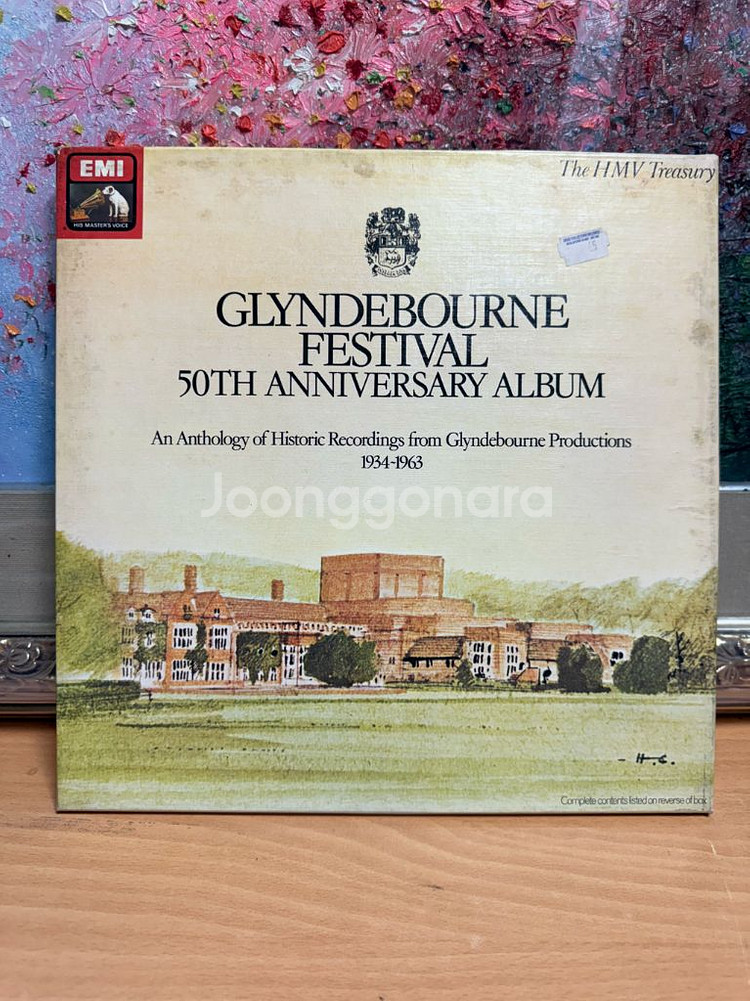 EMI
HIS MASTER'S VOICE
The HMV Treasury
GLYNDEBOURNE
FESTIVAL
50TH ANNIVERSARY ALBUM
An Anthology of Historic Recordings from Glyndebourne Productions
1934-1963
Joonggonara
- H.G.
Complete contents listed on reverse of box